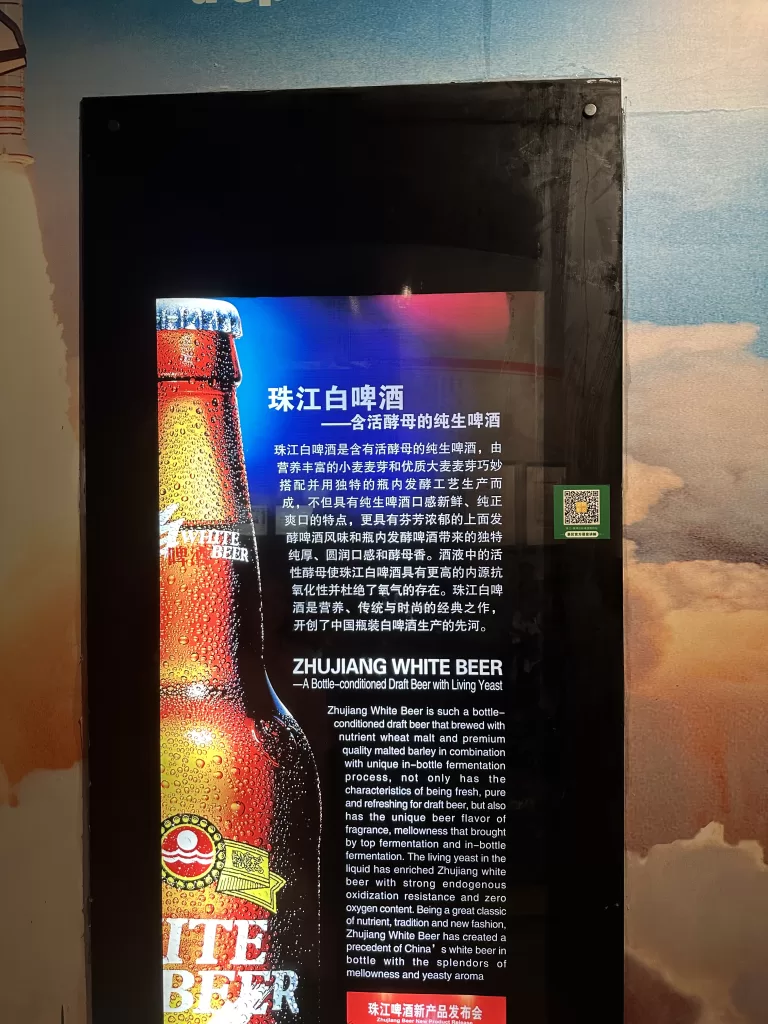 珠江白啤酒
——含活酵母的纯生啤酒
珠江白啤酒是含有活酵母的纯生啤酒，由
营养丰富的小麦麦芽和优质大麦麦芽巧妙
搭配并用独特的瓶内发酵工艺生产而
成，不但具有纯生啤酒口感新鲜、纯正
爽口的特点，更具有芬芳浓郁的上面发
酵啤酒风味和瓶内发酵啤酒带来的独特
纯厚、圆润口感和酵母香。酒液中的活
性酵母使珠江白啤酒具有更高的内源抗
氧化性并杜绝了氧气的存在。珠江白啤
酒是营养、传统与时尚的经典之作，
开创了中国瓶装白啤酒生产的先河。
WHITE
啤酒 BEER
ZHUJIANG WHITE BEER
—A Bottle-conditioned Draft Beer with Living Yeast
Zhujiang White Beer is such a bottle-
conditioned draft beer that brewed with
nutrient wheat malt and premium
quality malted barley in combination
with unique in-bottle fermentation
process, not only has the
characteristics of being fresh, pure
and refreshing for draft beer, but also
has the unique beer flavor of
fragrance, mellowness that brought
by top fermentation and in-bottle
fermentation. The living yeast in the
liquid has enriched Zhujiang white
beer with strong endogenous
oxidization resistance and zero
oxygen content. Being a great classic
of nutrient, tradition and new fashion,
Zhujiang White Beer has created a
precedent of China's white beer in
bottle with the splendors of
mellowness and yeasty aroma
ITE
BEER
珠江啤酒新产品发布会
Zhujiang Beer New Product Release